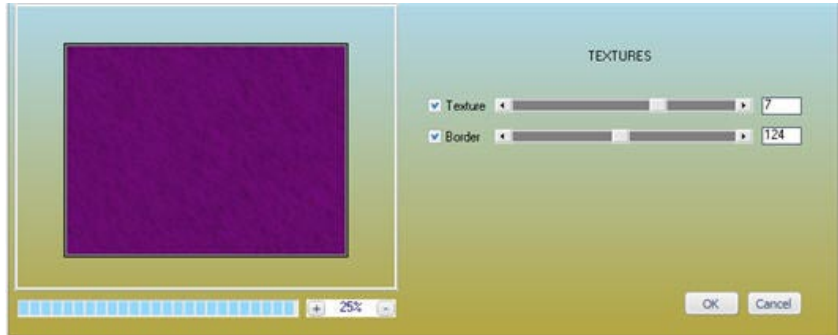 TEXTURES
Texture 7
Border 124
+ 25% -
OK Cancel